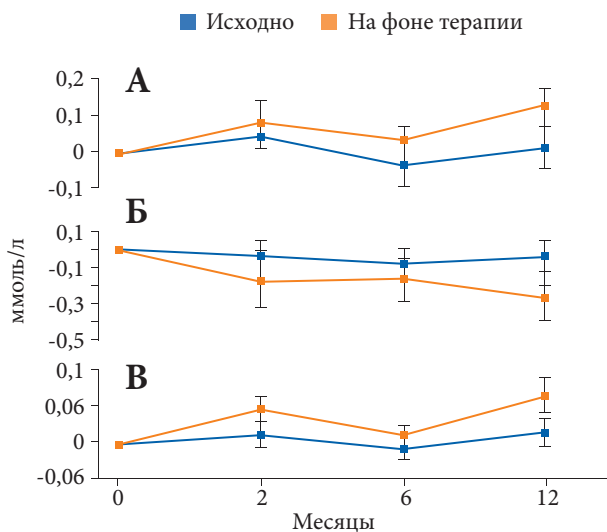 Исходно На фоне терапии
А
0,2
0,1
0
-0,1
Б
0,1
-0,1
-0,3
-0,5
ммоль/л
В
0,1
0,06
0
-0,06
0 2 6 12
Месяцы